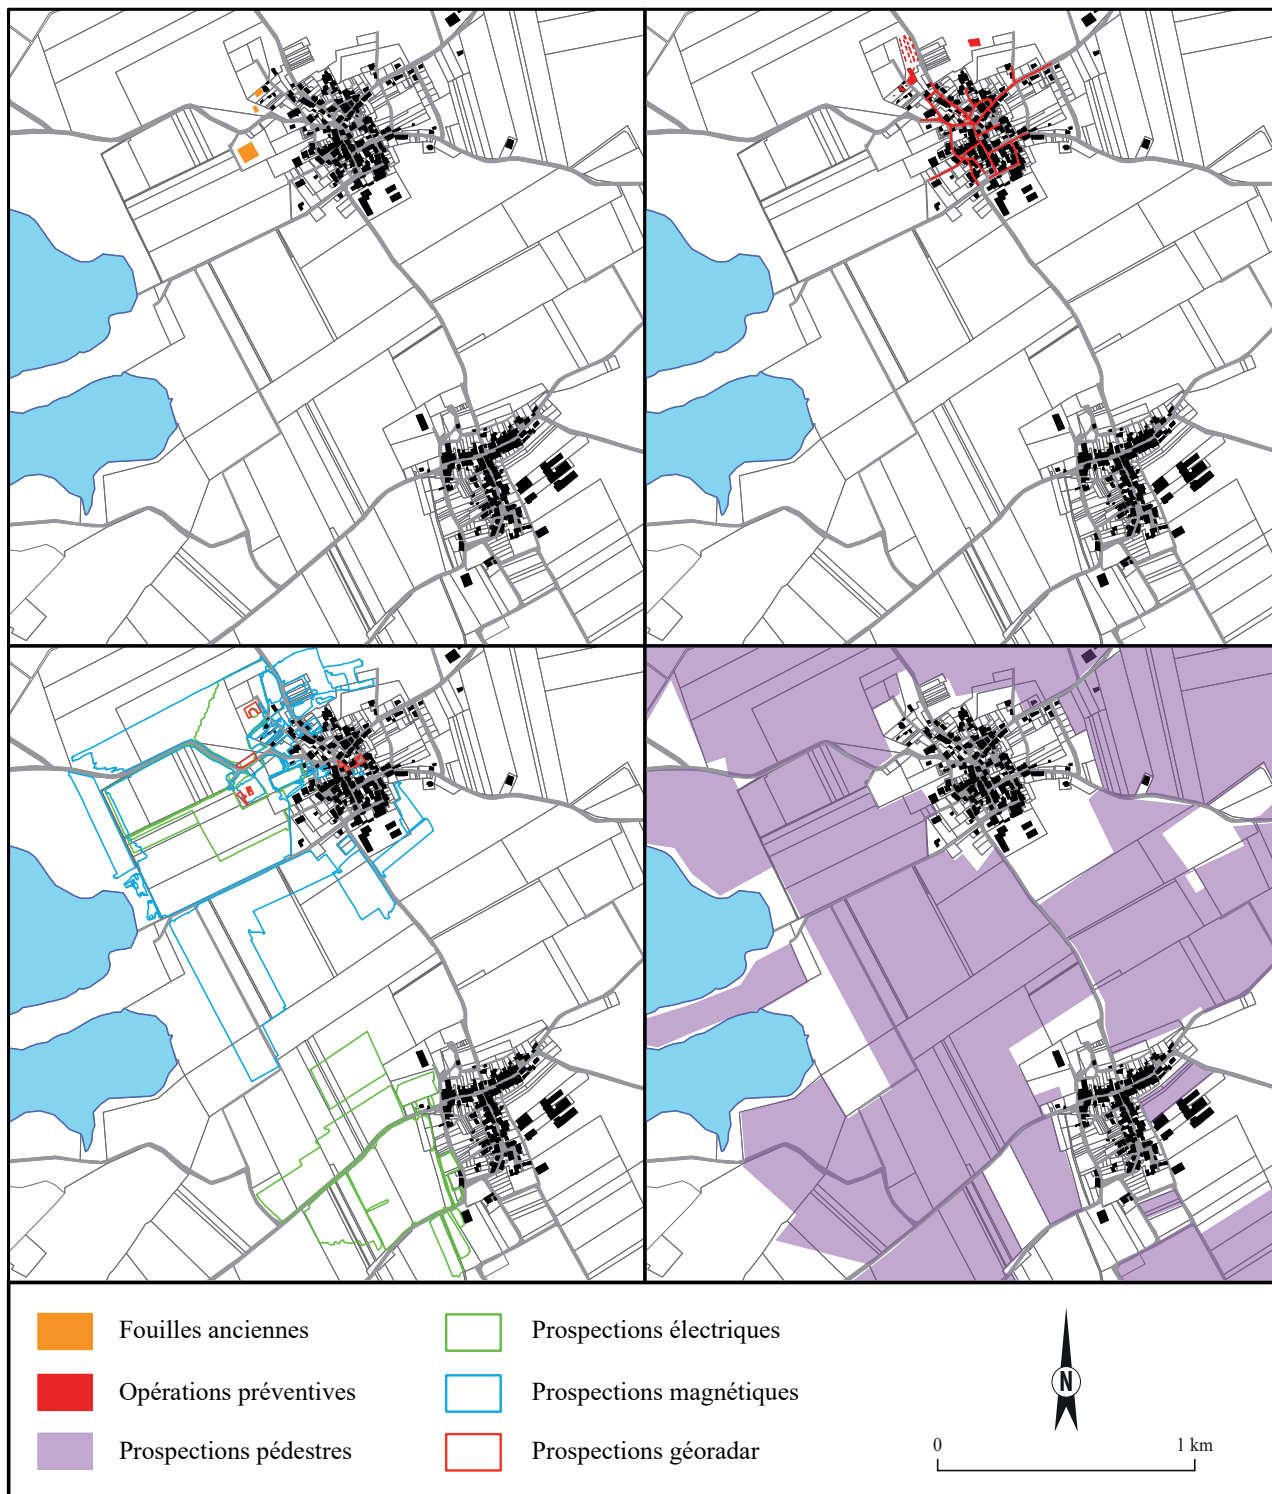 Fouilles anciennes
Opérations préventives
Prospections pédestres
Prospections électriques
Prospections magnétiques
Prospections géoradar
N
0 1 km